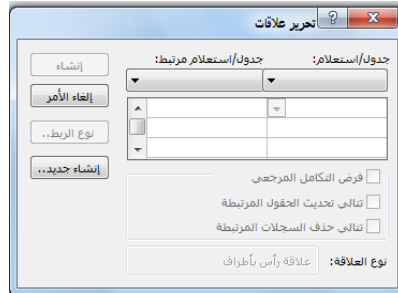 تحرير علاقات
جدول/استعلام:
جدول/استعلام مرتبط:
إنشاء
إلغاء الأمر
نوع الربط..
إنشاء جديد..
فرض التكامل المرجعي
تتالي تحديث الحقول المرتبطة
تتالي حذف السجلات المرتبطة
نوع العلاقة:
علاقة رأس بأطراف